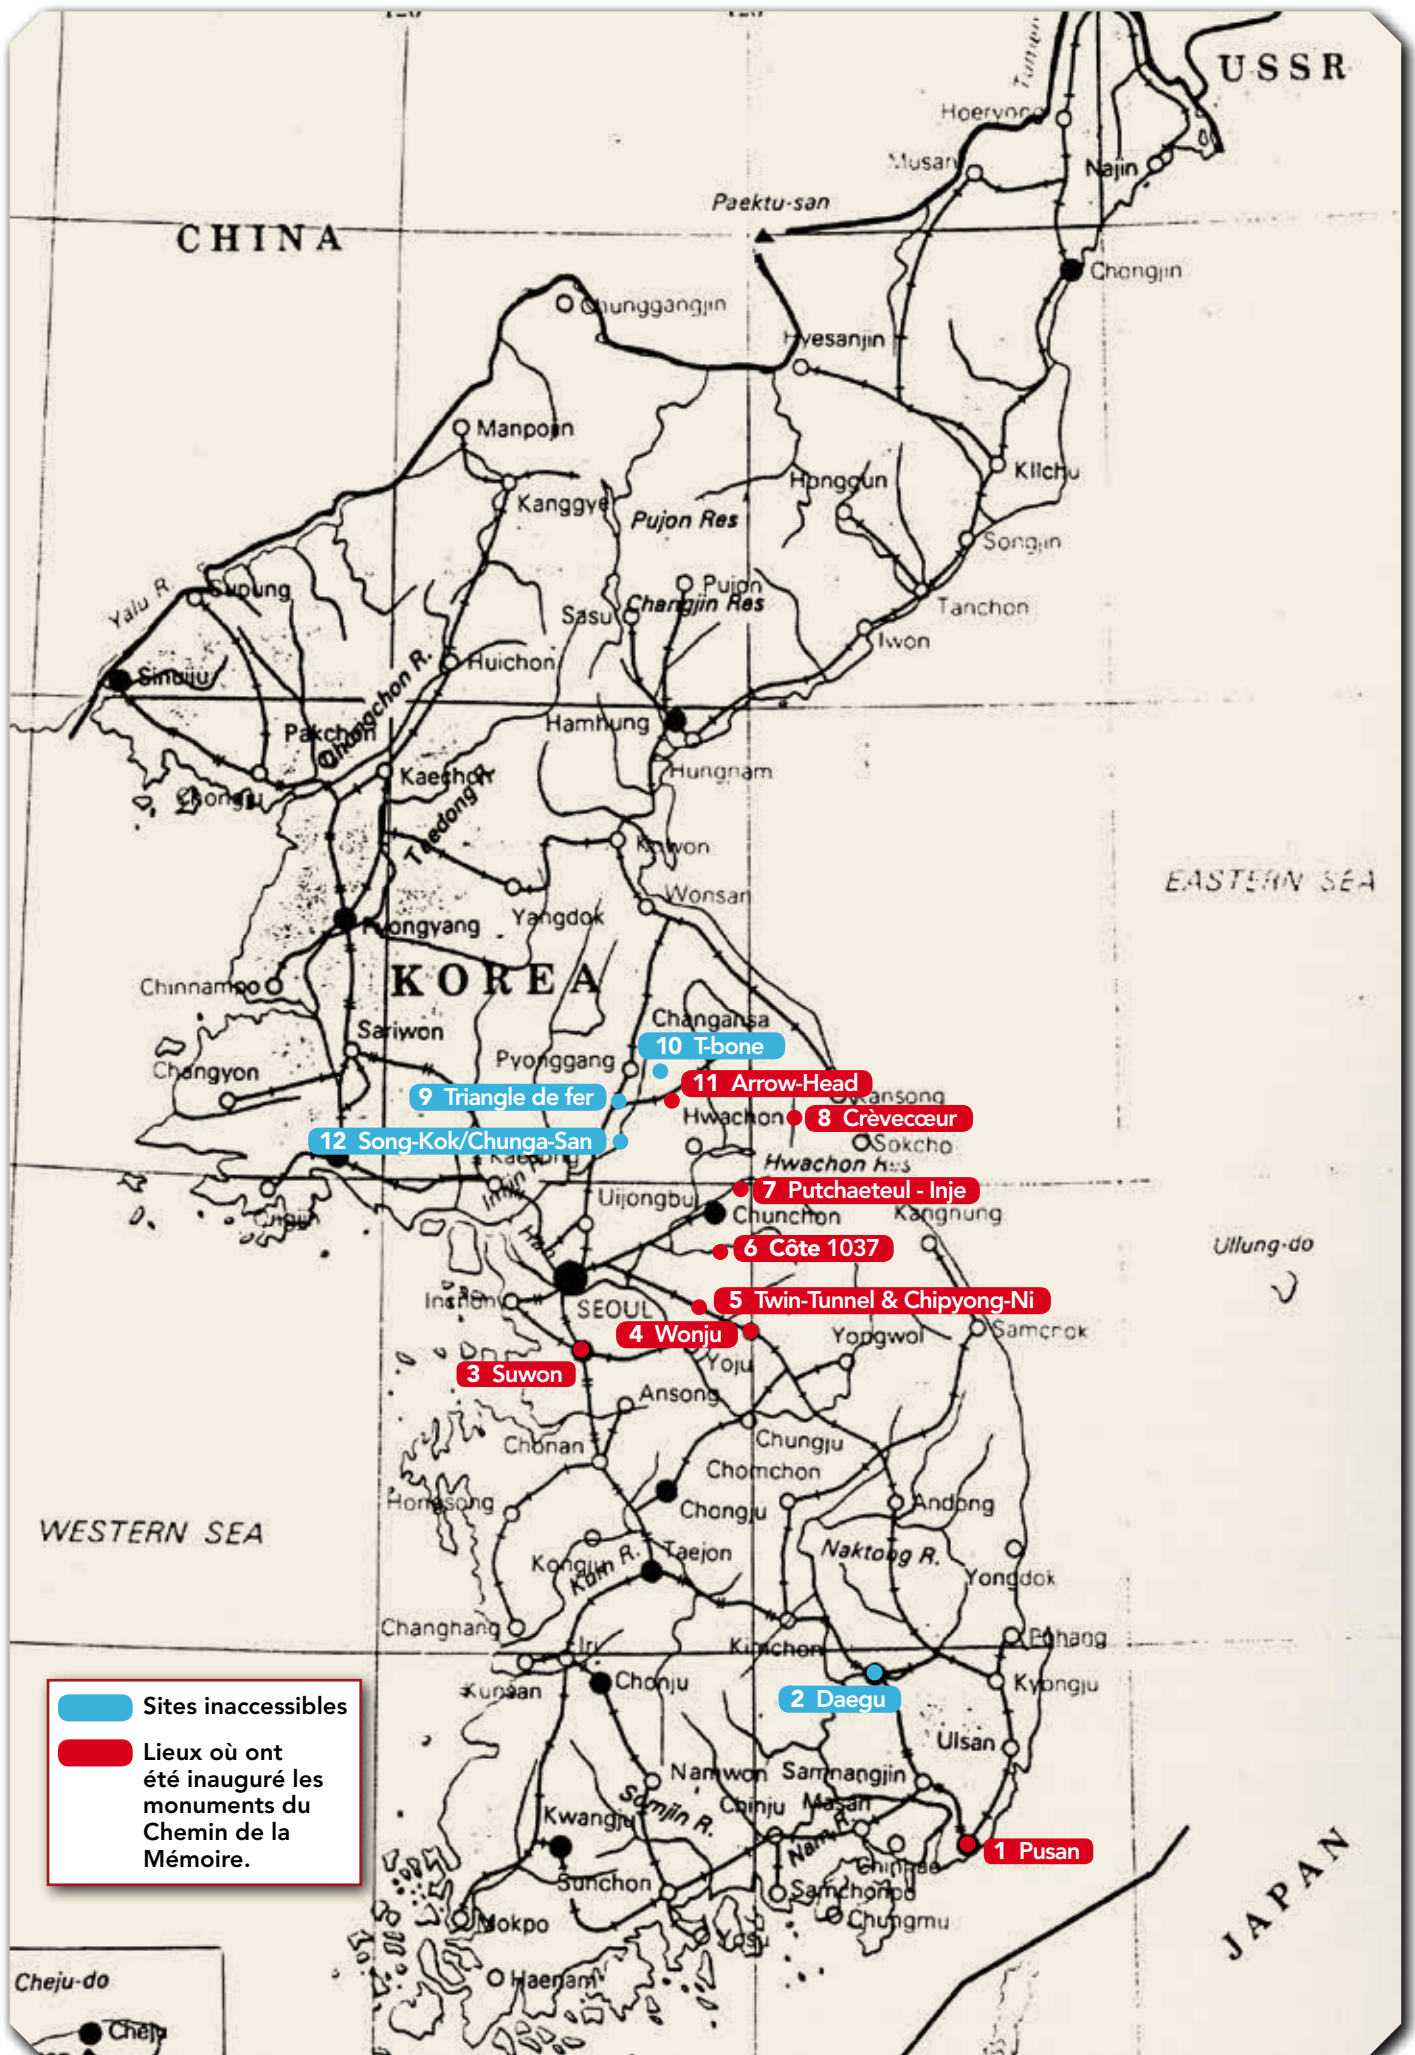 USSR
Hoeryong
Musan
Najin
Paektu-san
CHINA
Chongjin
Chunggangjin
Hyesanjin
Manpojin
Kilchu
Honggun
Kanggye
Pujon Res
Songjin
Yalu R.
Supung
Pujon
Changjin Res
Sasu
Tanchon
Iwon
Huichon
Sinuiju
Chongchon R.
Hamhung
Pakchon
Hungnam
Kaechon
Chongju
Taedong R.
Kowon
EASTERN SEA
Wonsan
Yangdok
Pyongyang
KOREA
Chinnampo
Changansa
Sariwon
10 T-bone
Pyonggang
Changyon
11 Arrow-Head
9 Triangle de fer
Kansong
Hwachon
8 Crèvecœur
12 Song-Kok/Chunga-San
Sokcho
Kaesong
Hwachon Res
Imjin R.
7 Putchaeteul - Inje
Uijongbu
Chunchon
Kangnung
Ongjin
Han
6 Côte 1037
Ullung-do
Inchon
SEOUL
5 Twin-Tunnel & Chipyong-Ni
4 Wonju
Yongwol
Samchok
Yoju
3 Suwon
Ansong
Chonan
Chungju
Chomchon
Hongsong
Chongju
Andong
WESTERN SEA
Kongju
Kum R.
Taejon
Naktong R.
Yongdok
Changhang
Iri
Kimchon
Pohang
Kunsan
Chonju
Kyongju
2 Daegu
Sites inaccessibles
Lieux où ont
été inauguré les
monuments du
Chemin de la
Mémoire.
Ulsan
Namwon
Samnangjin
Somjin R.
Chinju
Masan
Kwangju
Nam R.
1 Pusan
Chinhae
Sunchon
Samchonpo
Mokpo
Chungmu
Yosu
JAPAN
Haenam
Cheju-do
Cheju